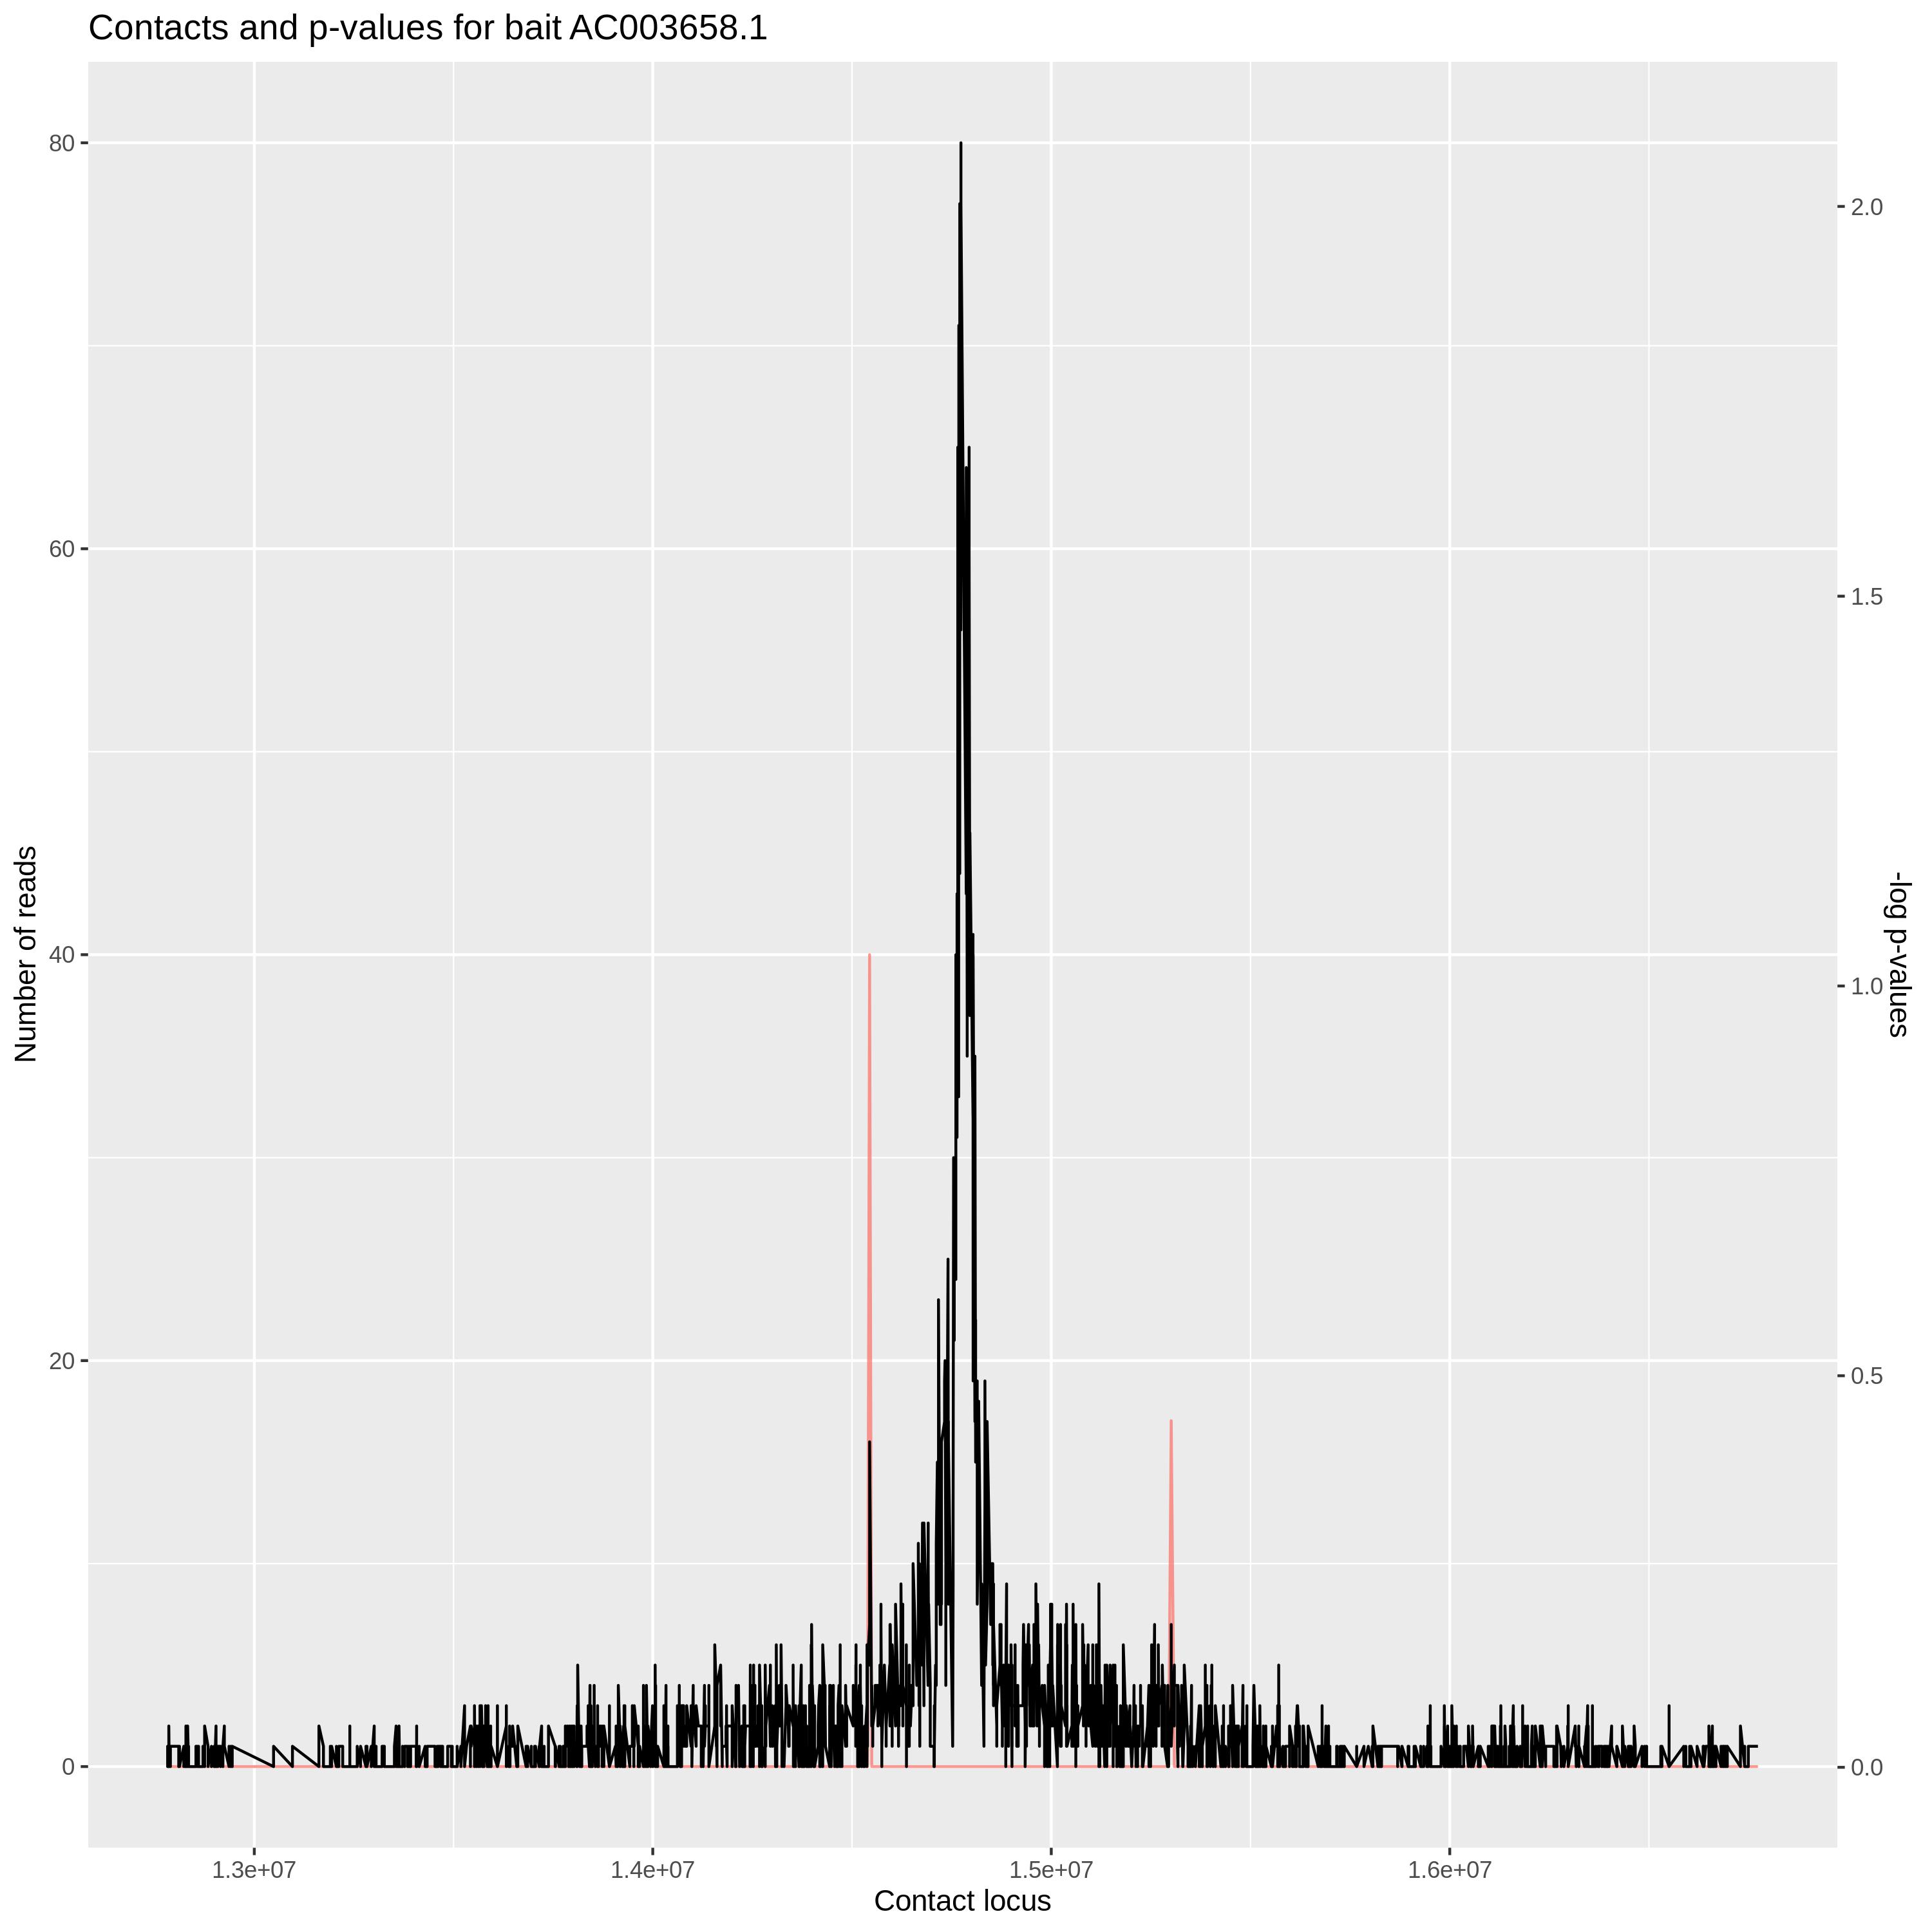 Contacts and p-values for bait AC003658.1
80
60
40
20
0
Number of reads
2.0
1.5
1.0
0.5
0.0
-log p-values
1.3e+07
1.4e+07
1.5e+07
1.6e+07
Contact locus